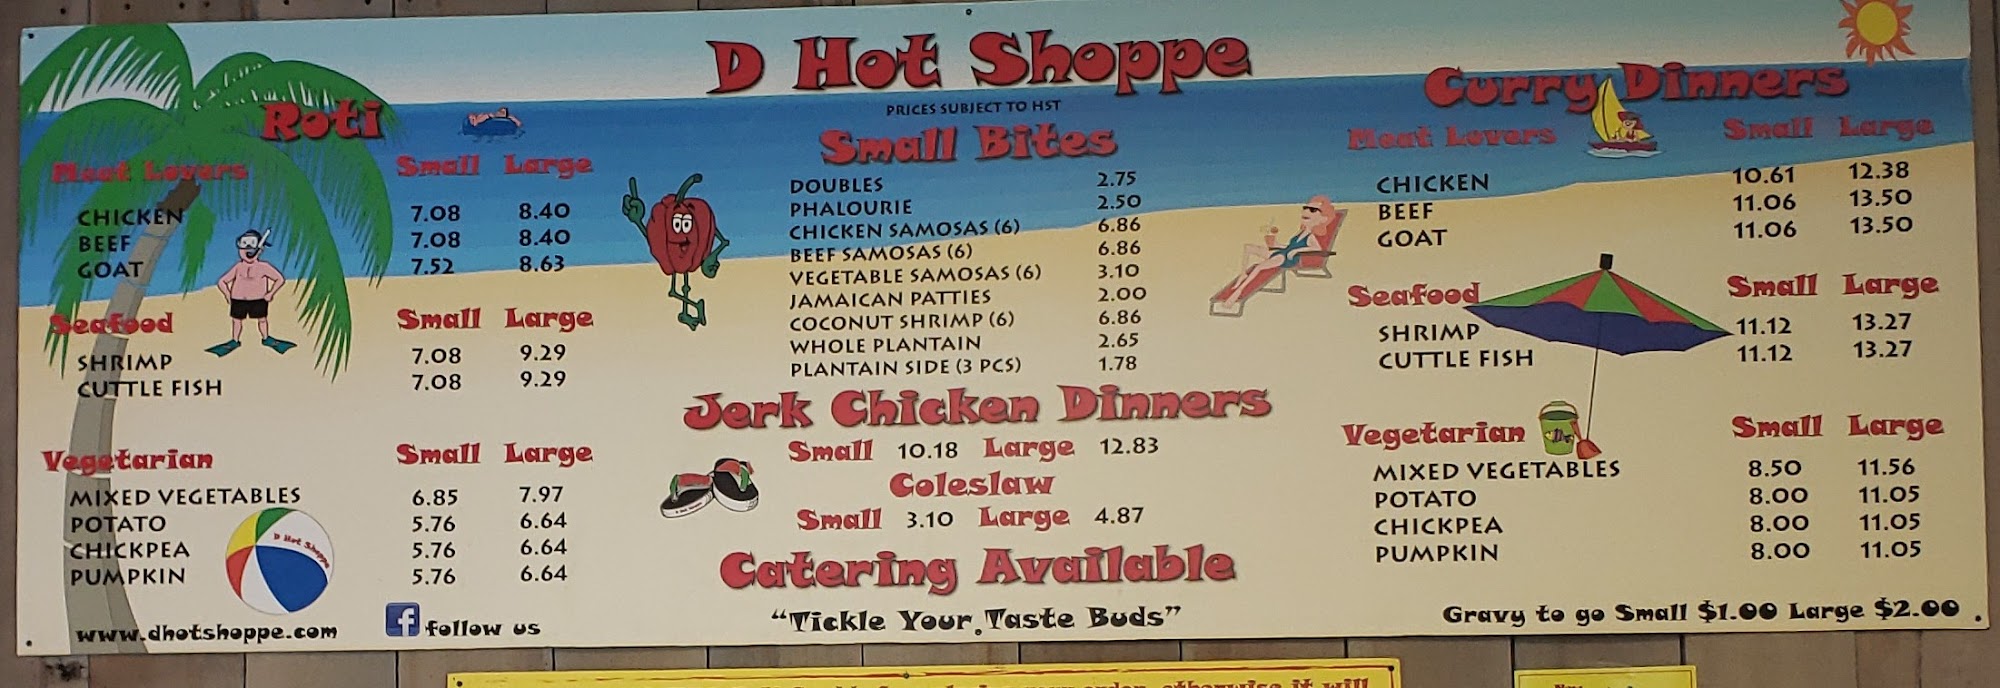 D Hot Shoppe
PRICES SUBJECT TO HST
Roti
Meat Lovers Small Large
CHICKEN 7.08 8.40
BEEF 7.08 8.40
GOAT 7.52 8.63
Seafood Small Large
SHRIMP 7.08 9.29
CUTTLE FISH 7.08 9.29
Vegetarian Small Large
MIXED VEGETABLES 6.85 7.97
POTATO 5.76 6.64
CHICKPEA 5.76 6.64
PUMPKIN 5.76 6.64
D Hot Shoppe
www.dhotshoppe.com f follow us
Small Bites
DOUBLES 2.75
PHALOURIE 2.50
CHICKEN SAMOSAS (6) 6.86
BEEF SAMOSAS (6) 6.86
VEGETABLE SAMOSAS (6) 3.10
JAMAICAN PATTIES 2.00
COCONUT SHRIMP (6) 6.86
WHOLE PLANTAIN 2.65
PLANTAIN SIDE (3 PCS) 1.78
Jerk Chicken Dinners
Small 10.18 Large 12.83
Coleslaw
Small 3.10 Large 4.87
Catering Available
"Tickle Your Taste Buds"
Curry Dinners
Meat Lovers Small Large
CHICKEN 10.61 12.38
BEEF 11.06 13.50
GOAT 11.06 13.50
Seafood Small Large
SHRIMP 11.12 13.27
CUTTLE FISH 11.12 13.27
Vegetarian Small Large
MIXED VEGETABLES 8.50 11.56
POTATO 8.00 11.05
CHICKPEA 8.00 11.05
PUMPKIN 8.00 11.05
Gravy to go Small $1.00 Large $2.00
otherwise it will